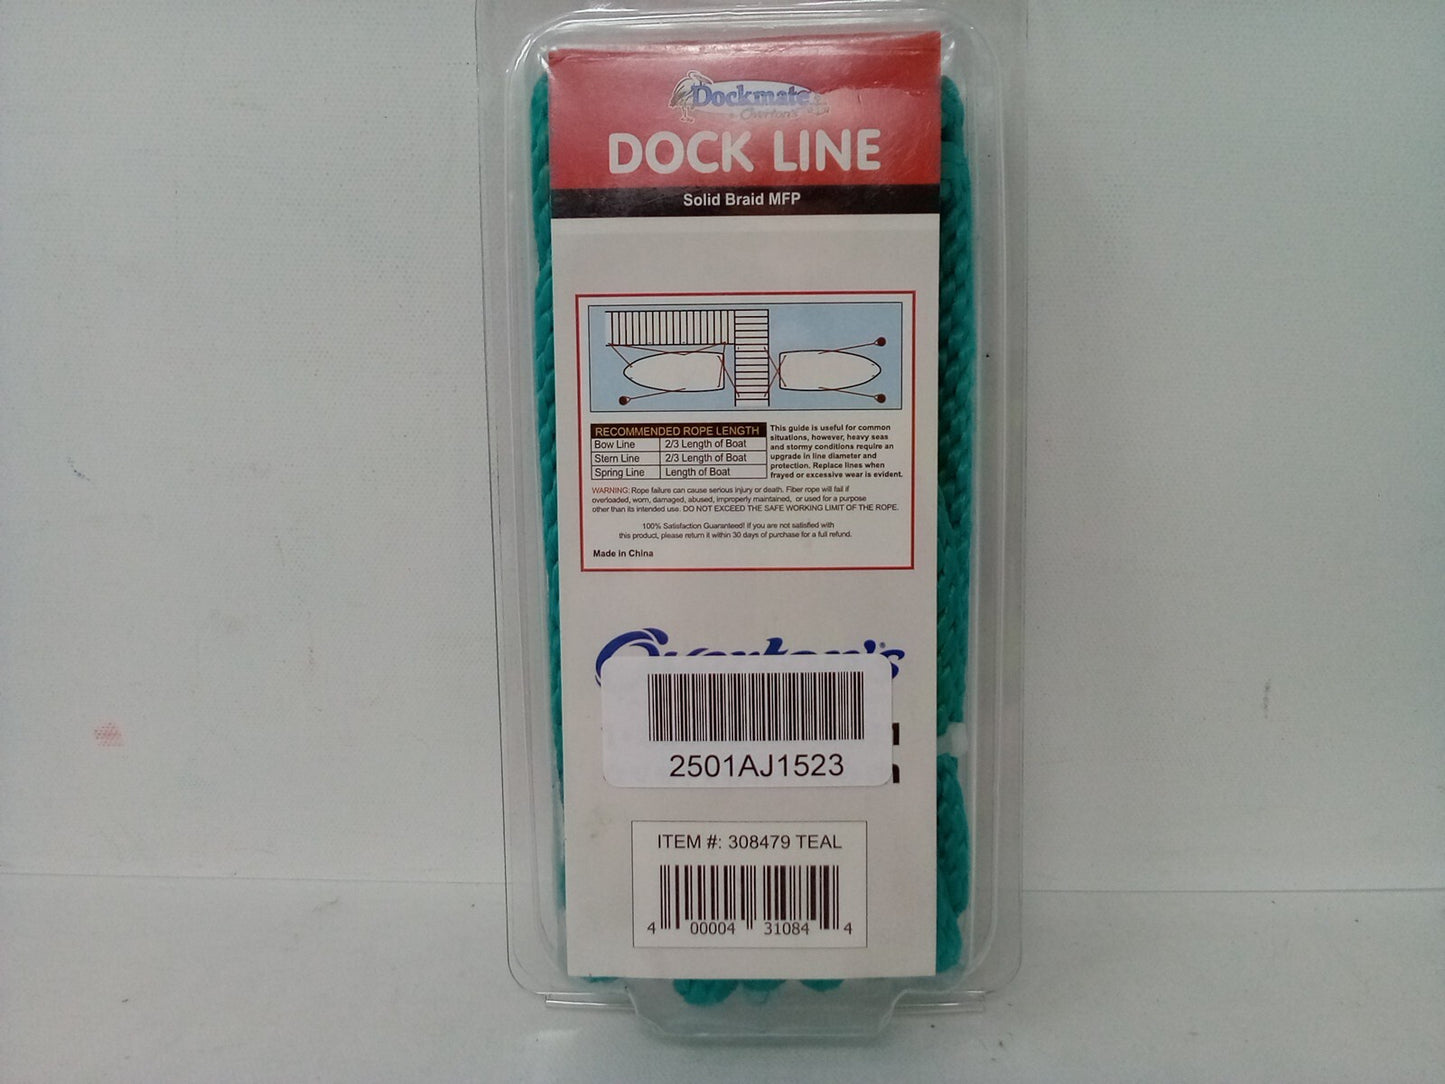 Dockmate
Overton's
DOCK LINE
Solid Braid MFP
RECOMMENDED ROPE LENGTH
Bow Line 2/3 Length of Boat
Stern Line 2/3 Length of Boat
Spring Line Length of Boat
This guide is useful for common
situations, however, heavy seas
and stormy conditions require an
upgrade in line diameter and
protection. Replace lines when
frayed or excessive wear is evident.
WARNING: Rope failure can cause serious injury or death. Fiber rope will fail if
overloaded, worn, damaged, abused, improperly maintained, or used for a purpose
other than its intended use. DO NOT EXCEED THE SAFE WORKING LIMIT OF THE ROPE.
100% Satisfaction Guaranteed! If you are not satisfied with
this product, please return it within 30 days of purchase for a full refund.
Made in China
Overton's
2501AJ1523
ITEM #: 308479 TEAL
4 00004 31084 4